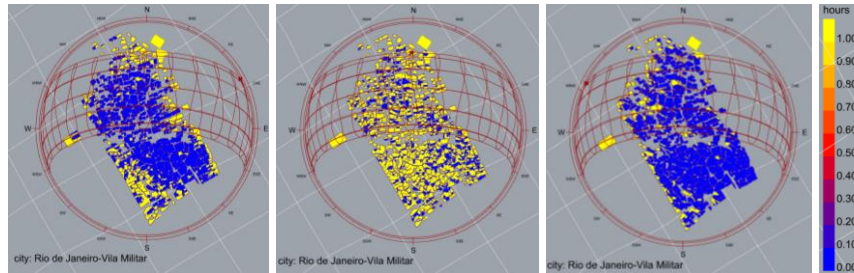 N
W
E
S
city: Rio de Janeiro-Vila Militar
N
W
E
S
city: Rio de Janeiro-Vila Militar
N
W
E
S
city: Rio de Janeiro-Vila Militar
hours
1.00
0.90
0.80
0.70
0.60
0.50
0.40
0.30
0.20
0.10
0.00